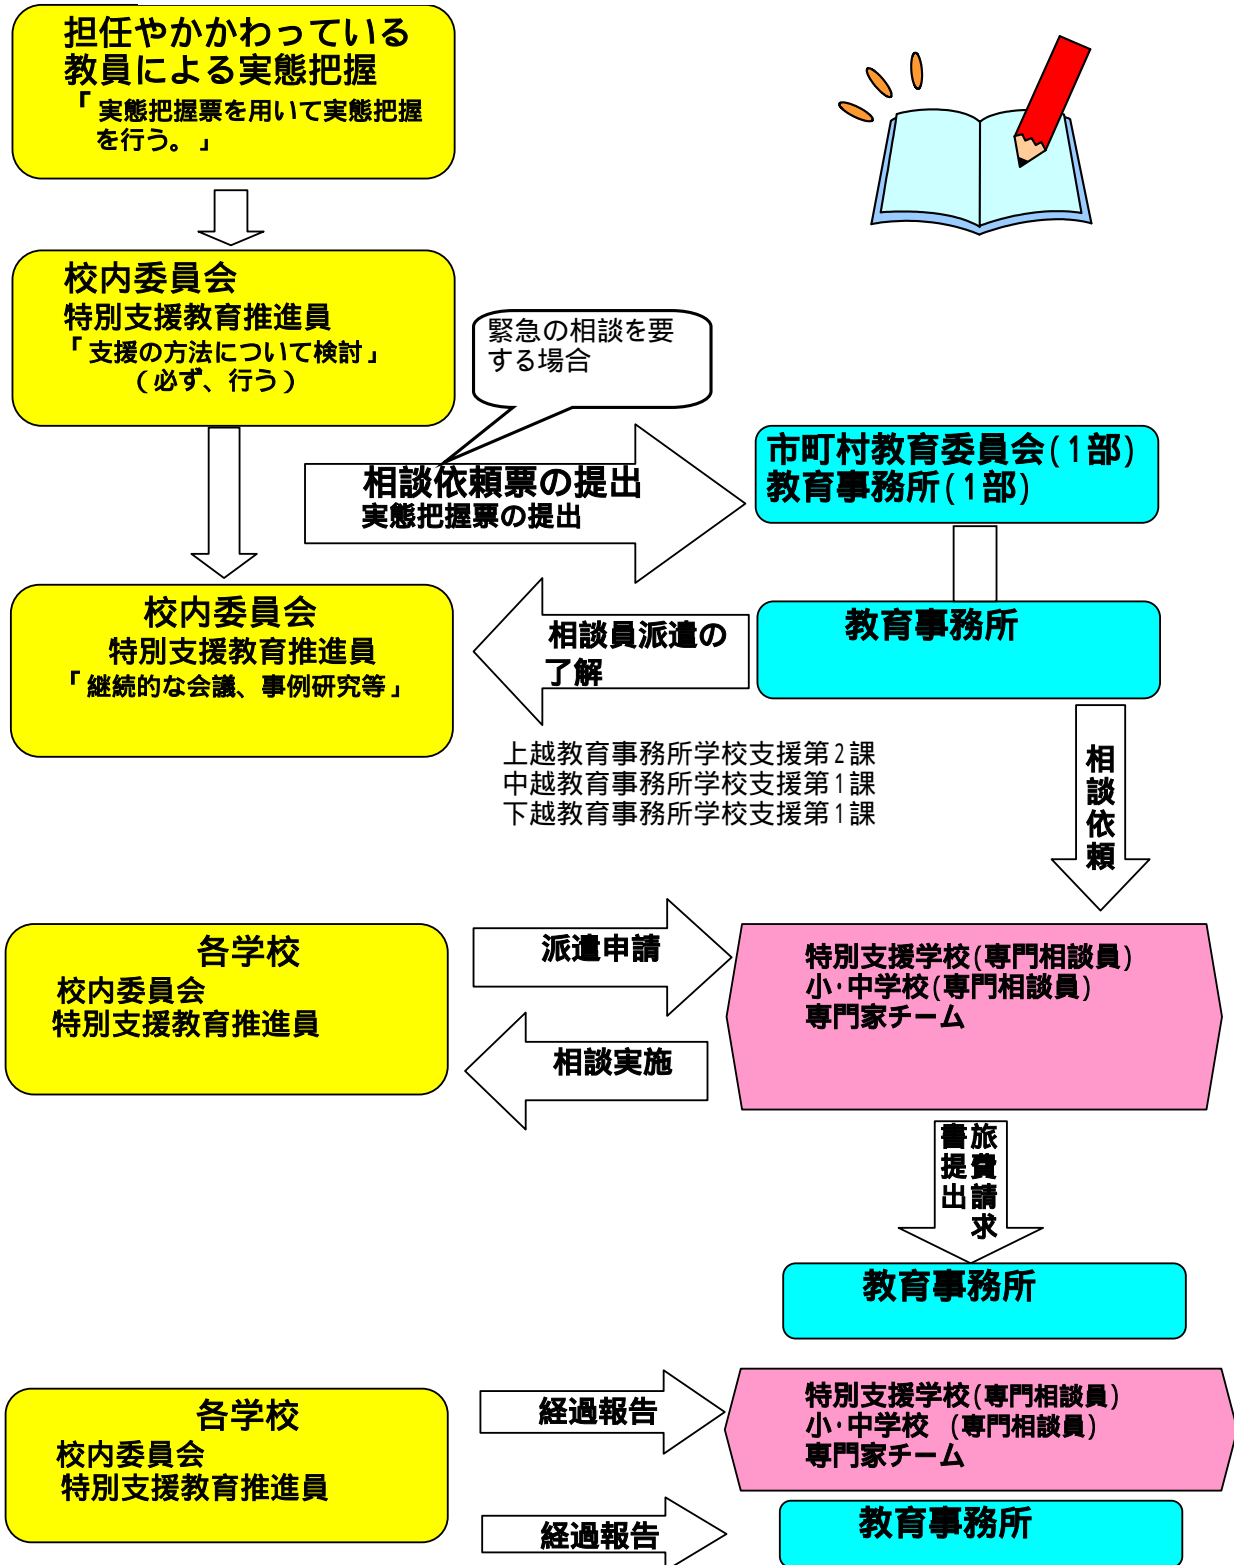 担任やかかわっている
教員による実態把握
「 実態把握票を用いて実態把握
を行う。」
校内委員会
特別支援教育推進員
「 支援の方法について検討」
（必ず、行う）
緊急の相談を要
する場合
相談依頼票の提出
実態把握票の提出
市町村教育委員会(1部)
教育事務所(1部)
校内委員会
特別支援教育推進員
「 継続的な会議、事例研究等」
相談員派遣の
了解
教育事務所
上越教育事務所学校支援第2課
中越教育事務所学校支援第1課
下越教育事務所学校支援第1課
相談依頼
各学校
校内委員会
特別支援教育推進員
派遣申請
相談実施
特別支援学校(専門相談員)
小・中学校(専門相談員)
専門家チーム
旅費請求
書提出
教育事務所
各学校
校内委員会
特別支援教育推進員
経過報告
特別支援学校(専門相談員)
小・中学校 (専門相談員)
専門家チーム
経過報告
教育事務所